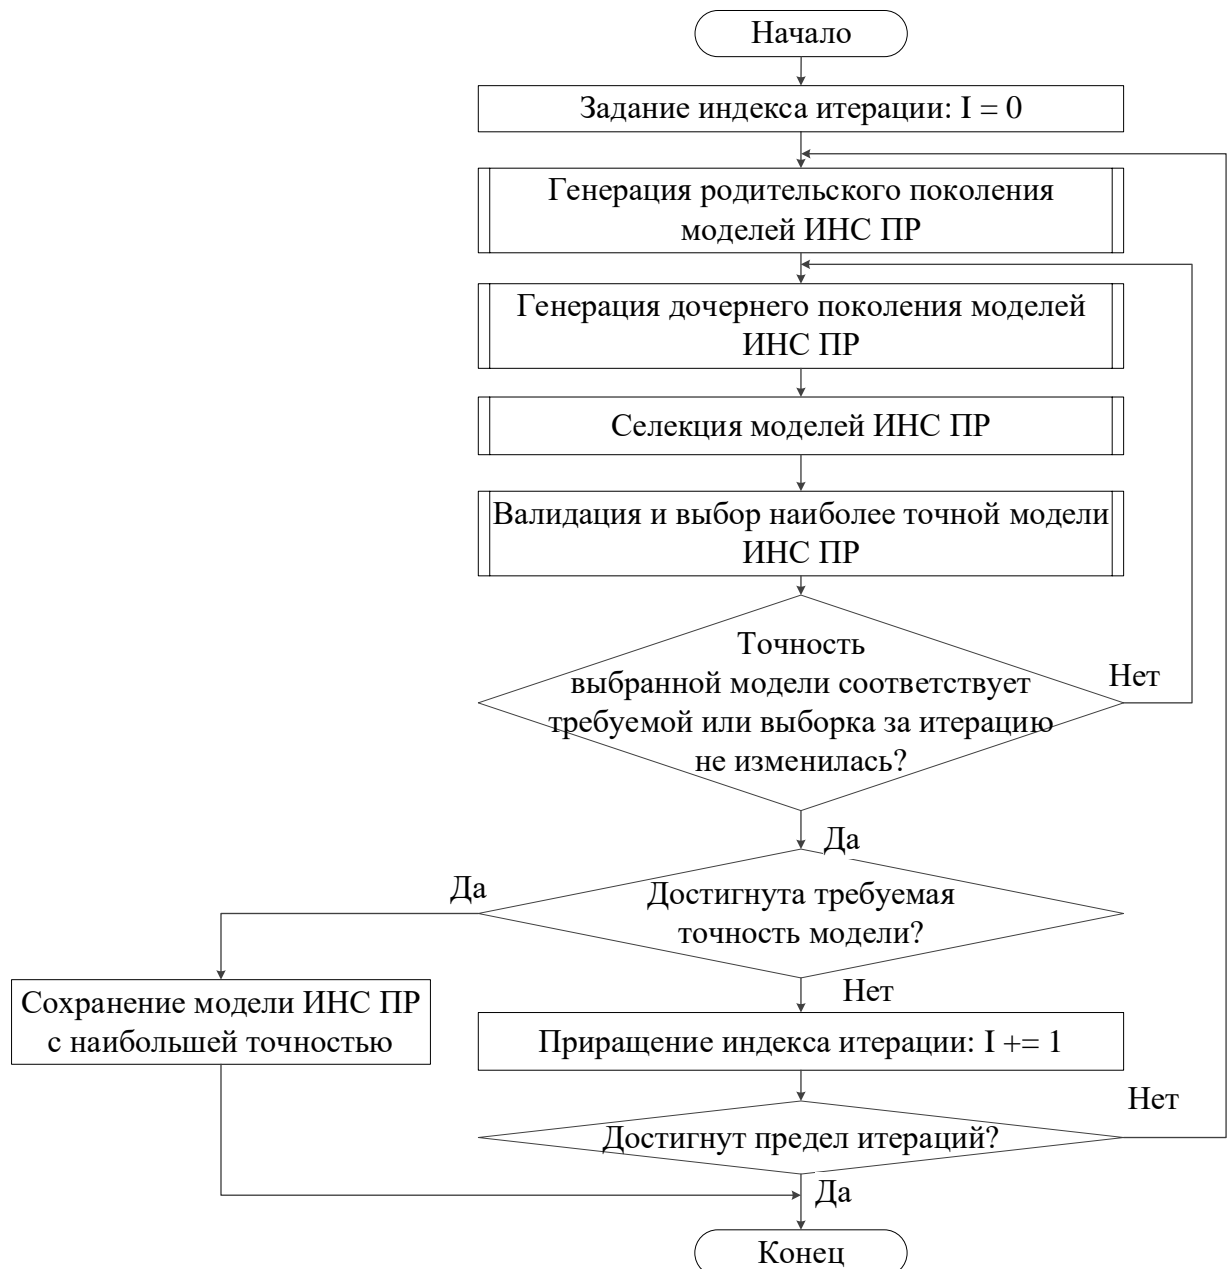 Начало
Задание индекса итерации: I = 0
Генерация родительского поколения
моделей ИНС ПР
Генерация дочернего поколения моделей
ИНС ПР
Селекция моделей ИНС ПР
Валидация и выбор наиболее точной модели
ИНС ПР
Точность
выбранной модели соответствует
требуемой или выборка за итерацию
не изменилась?
Нет
Да
Достигнута требуемая
точность модели?
Да
Нет
Сохранение модели ИНС ПР
с наибольшей точностью
Приращение индекса итерации: I += 1
Достигнут предел итераций?
Нет
Да
Конец